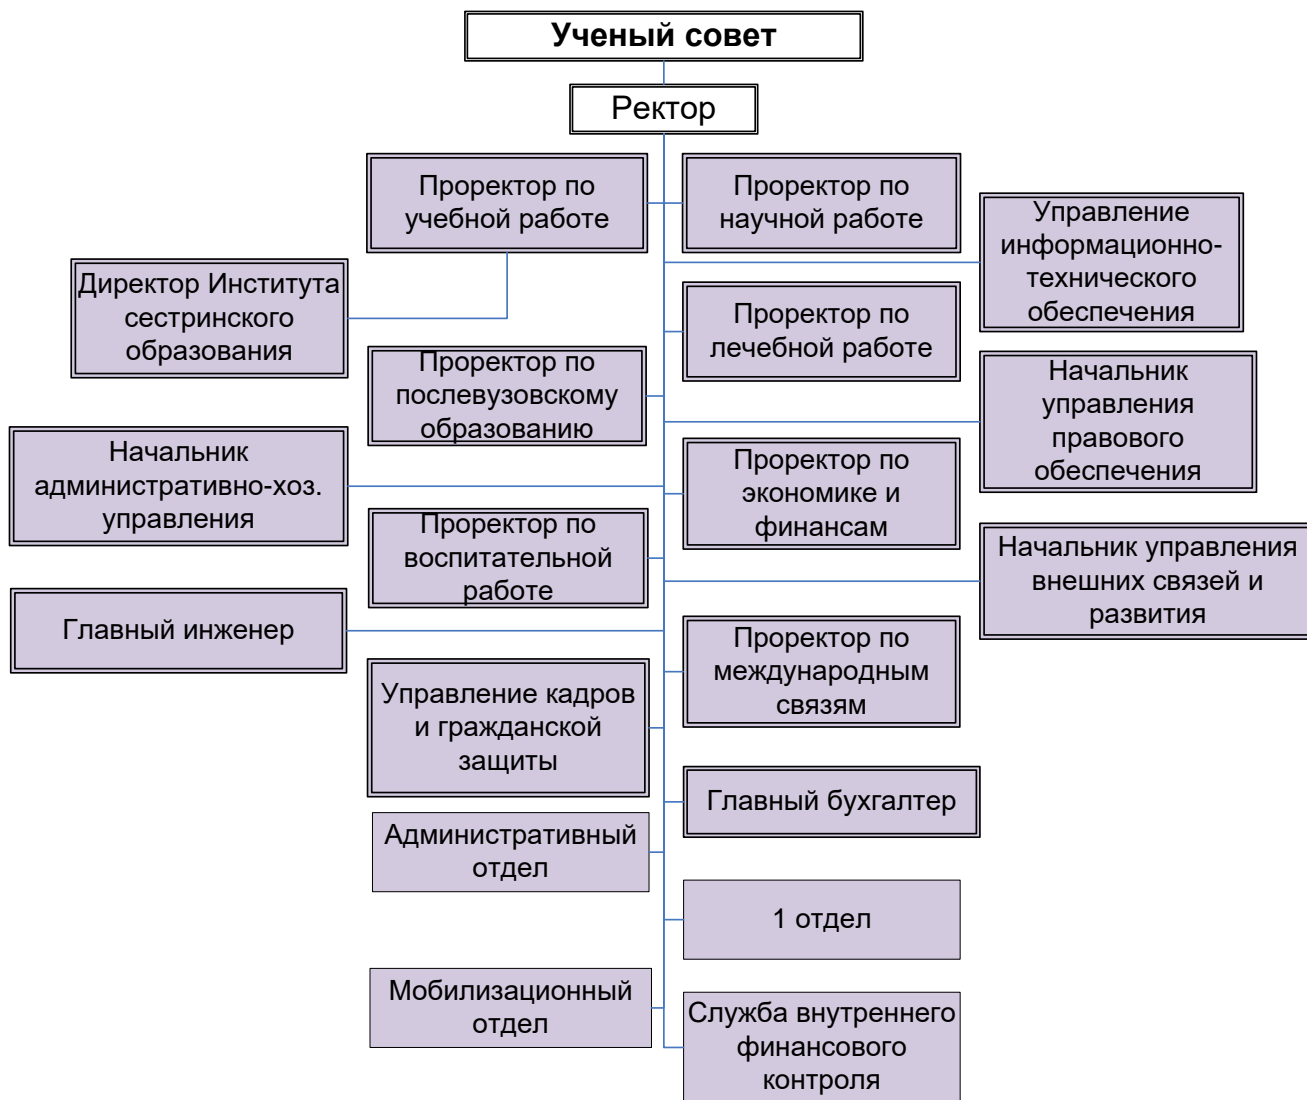 Ученый совет
Ректор
Проректор по
учебной работе
Проректор по
научной работе
Управление
информационно-
технического
обеспечения
Директор Института
сестринского
образования
Проректор по
лечебной работе
Проректор по
послевузовскому
образованию
Начальник
управления
правового
обеспечения
Начальник
административно-хоз.
управления
Проректор по
экономике и
финансам
Проректор по
воспитательной
работе
Начальник управления
внешних связей и
развития
Главный инженер
Проректор по
международным
связям
Управление кадров
и гражданской
защиты
Главный бухгалтер
Административный
отдел
1 отдел
Мобилизационный
отдел
Служба внутреннего
финансового
контроля